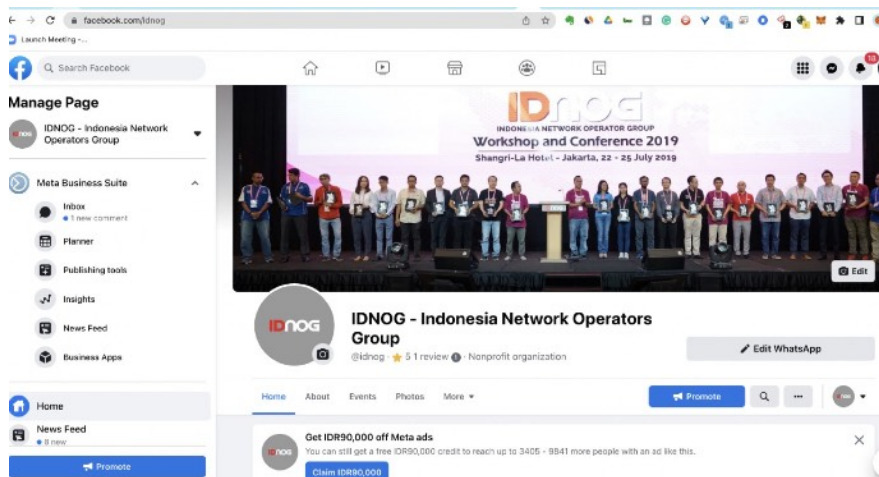 facebook.com/idnog
Launch Meeting -...
Search Facebook
18
Manage Page
IDNOG - Indonesia Network
Operators Group
Meta Business Suite
Inbox
1 new comment
Planner
Publishing tools
Insights
News Feed
Business Apps
Home
News Feed
8 new
Promote
IDNOG
INDONESIA NETWORK OPERATOR GROUP
Workshop and Conference 2019
Shangri-La Hotel - Jakarta, 22 - 25 July 2019
Edit
IDNOG
IDNOG - Indonesia Network Operators
Group
@idnog · 5 1 review · Nonprofit organization
Edit WhatsApp
Home About Events Photos More
Promote
Get IDR90,000 off Meta ads
You can still get a free IDR90,000 credit to reach up to 3405 - 9841 more people with an ad like this.
Claim IDR90,000